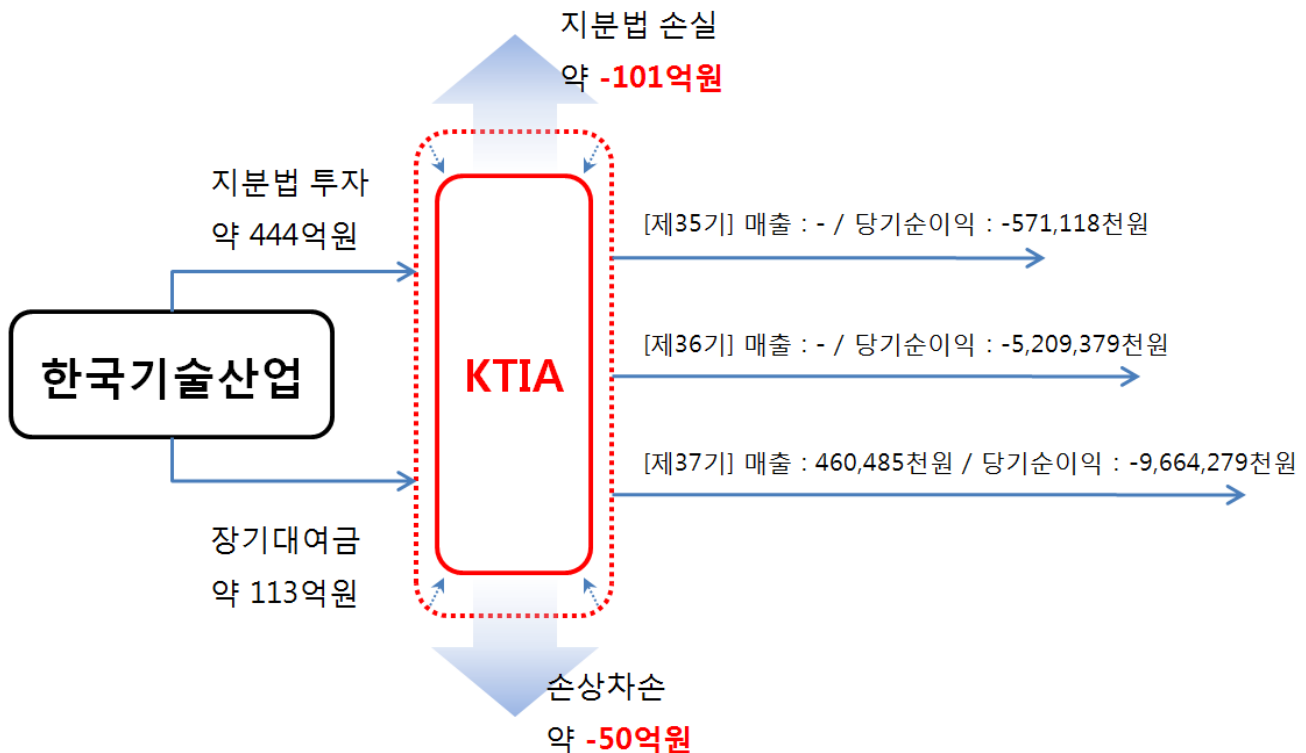 지분법 손실
약 -101억원
지분법 투자
약 444억원
[제35기] 매출 : - / 당기순이익 : -571,118천원
한국기술산업
KTIA
[제36기] 매출 : - / 당기순이익 : -5,209,379천원
[제37기] 매출 : 460,485천원 / 당기순이익 : -9,664,279천원
장기대여금
약 113억원
손상차손
약 -50억원